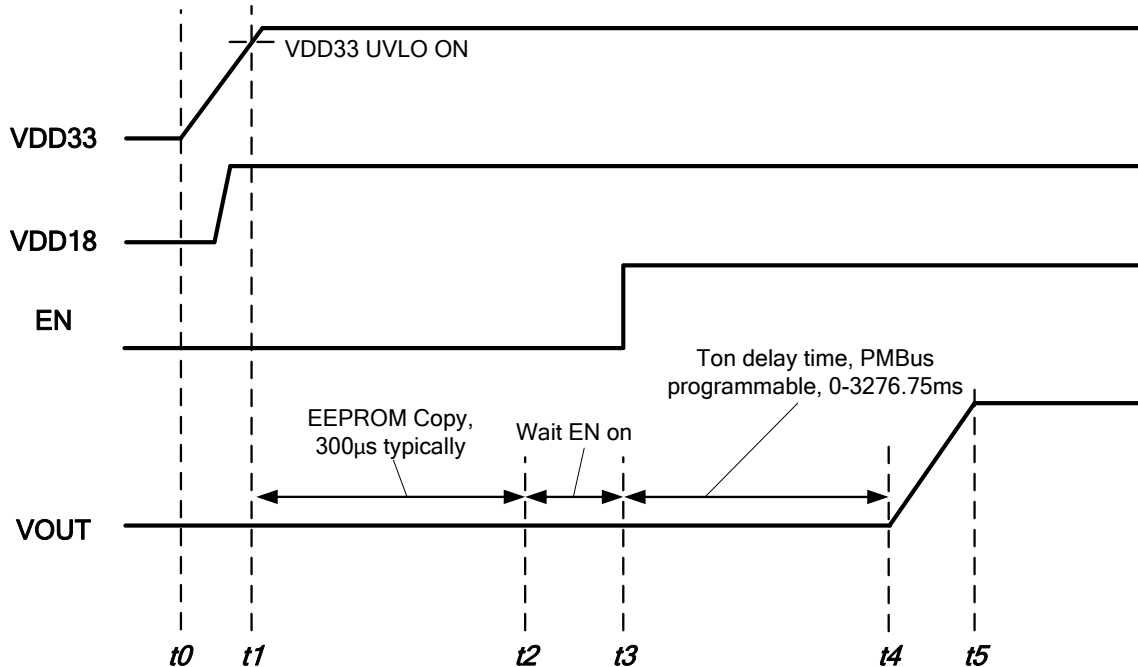 VDD33 UVLO ON
VDD33
VDD18
EN
Ton delay time, PMBus
programmable, 0-3276.75ms
EEPROM Copy,
300μs typically
Wait EN on
VOUT
t0 t1 t2 t3 t4 t5